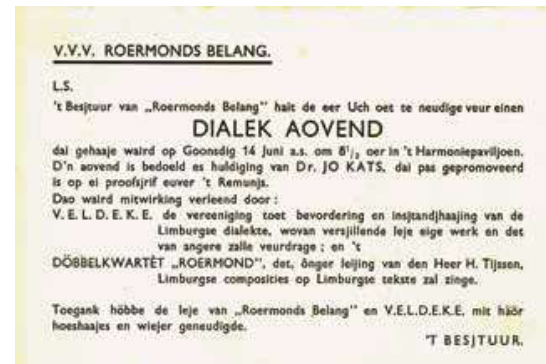 V.V.V. ROERMONDS BELANG.
L.S.
't Besjtuur van „Roermonds Belang" hait de eer Uch oet te neudige veur einen
DIALEK AOVEND
dai gehaaje waird op Goonsdig 14 Juni a.s. om 8¹/₂ oer in 't Harmoniepaviljoen.
D'n aovend is bedoeld es huldiging van Dr. JO KATS, dai pas gepromoveerd
is op ei proofsjrif euver 't Remunjs.
Dao waird mitwirking verleend door :
V. E. L. D. E. K. E. de vereeniging toet bevordering en insjtandjhaajing van de
Limburgse dialekte, wovan versjillende leje eige werk en det
van angere zalle veurdrage ; en 't
DÖBBELKWARTÈT „ROERMOND", det, ônger leijing van den Heer H. Tijssen,
Limburgse composities op Limburgse tekste zal zinge.
Toegank höbbe de leje van „Roermonds Belang" en V.E.L.D.E.K.E, mit häör
hoeshaajes en wiejer geneudigde.
'T BESJTUUR.